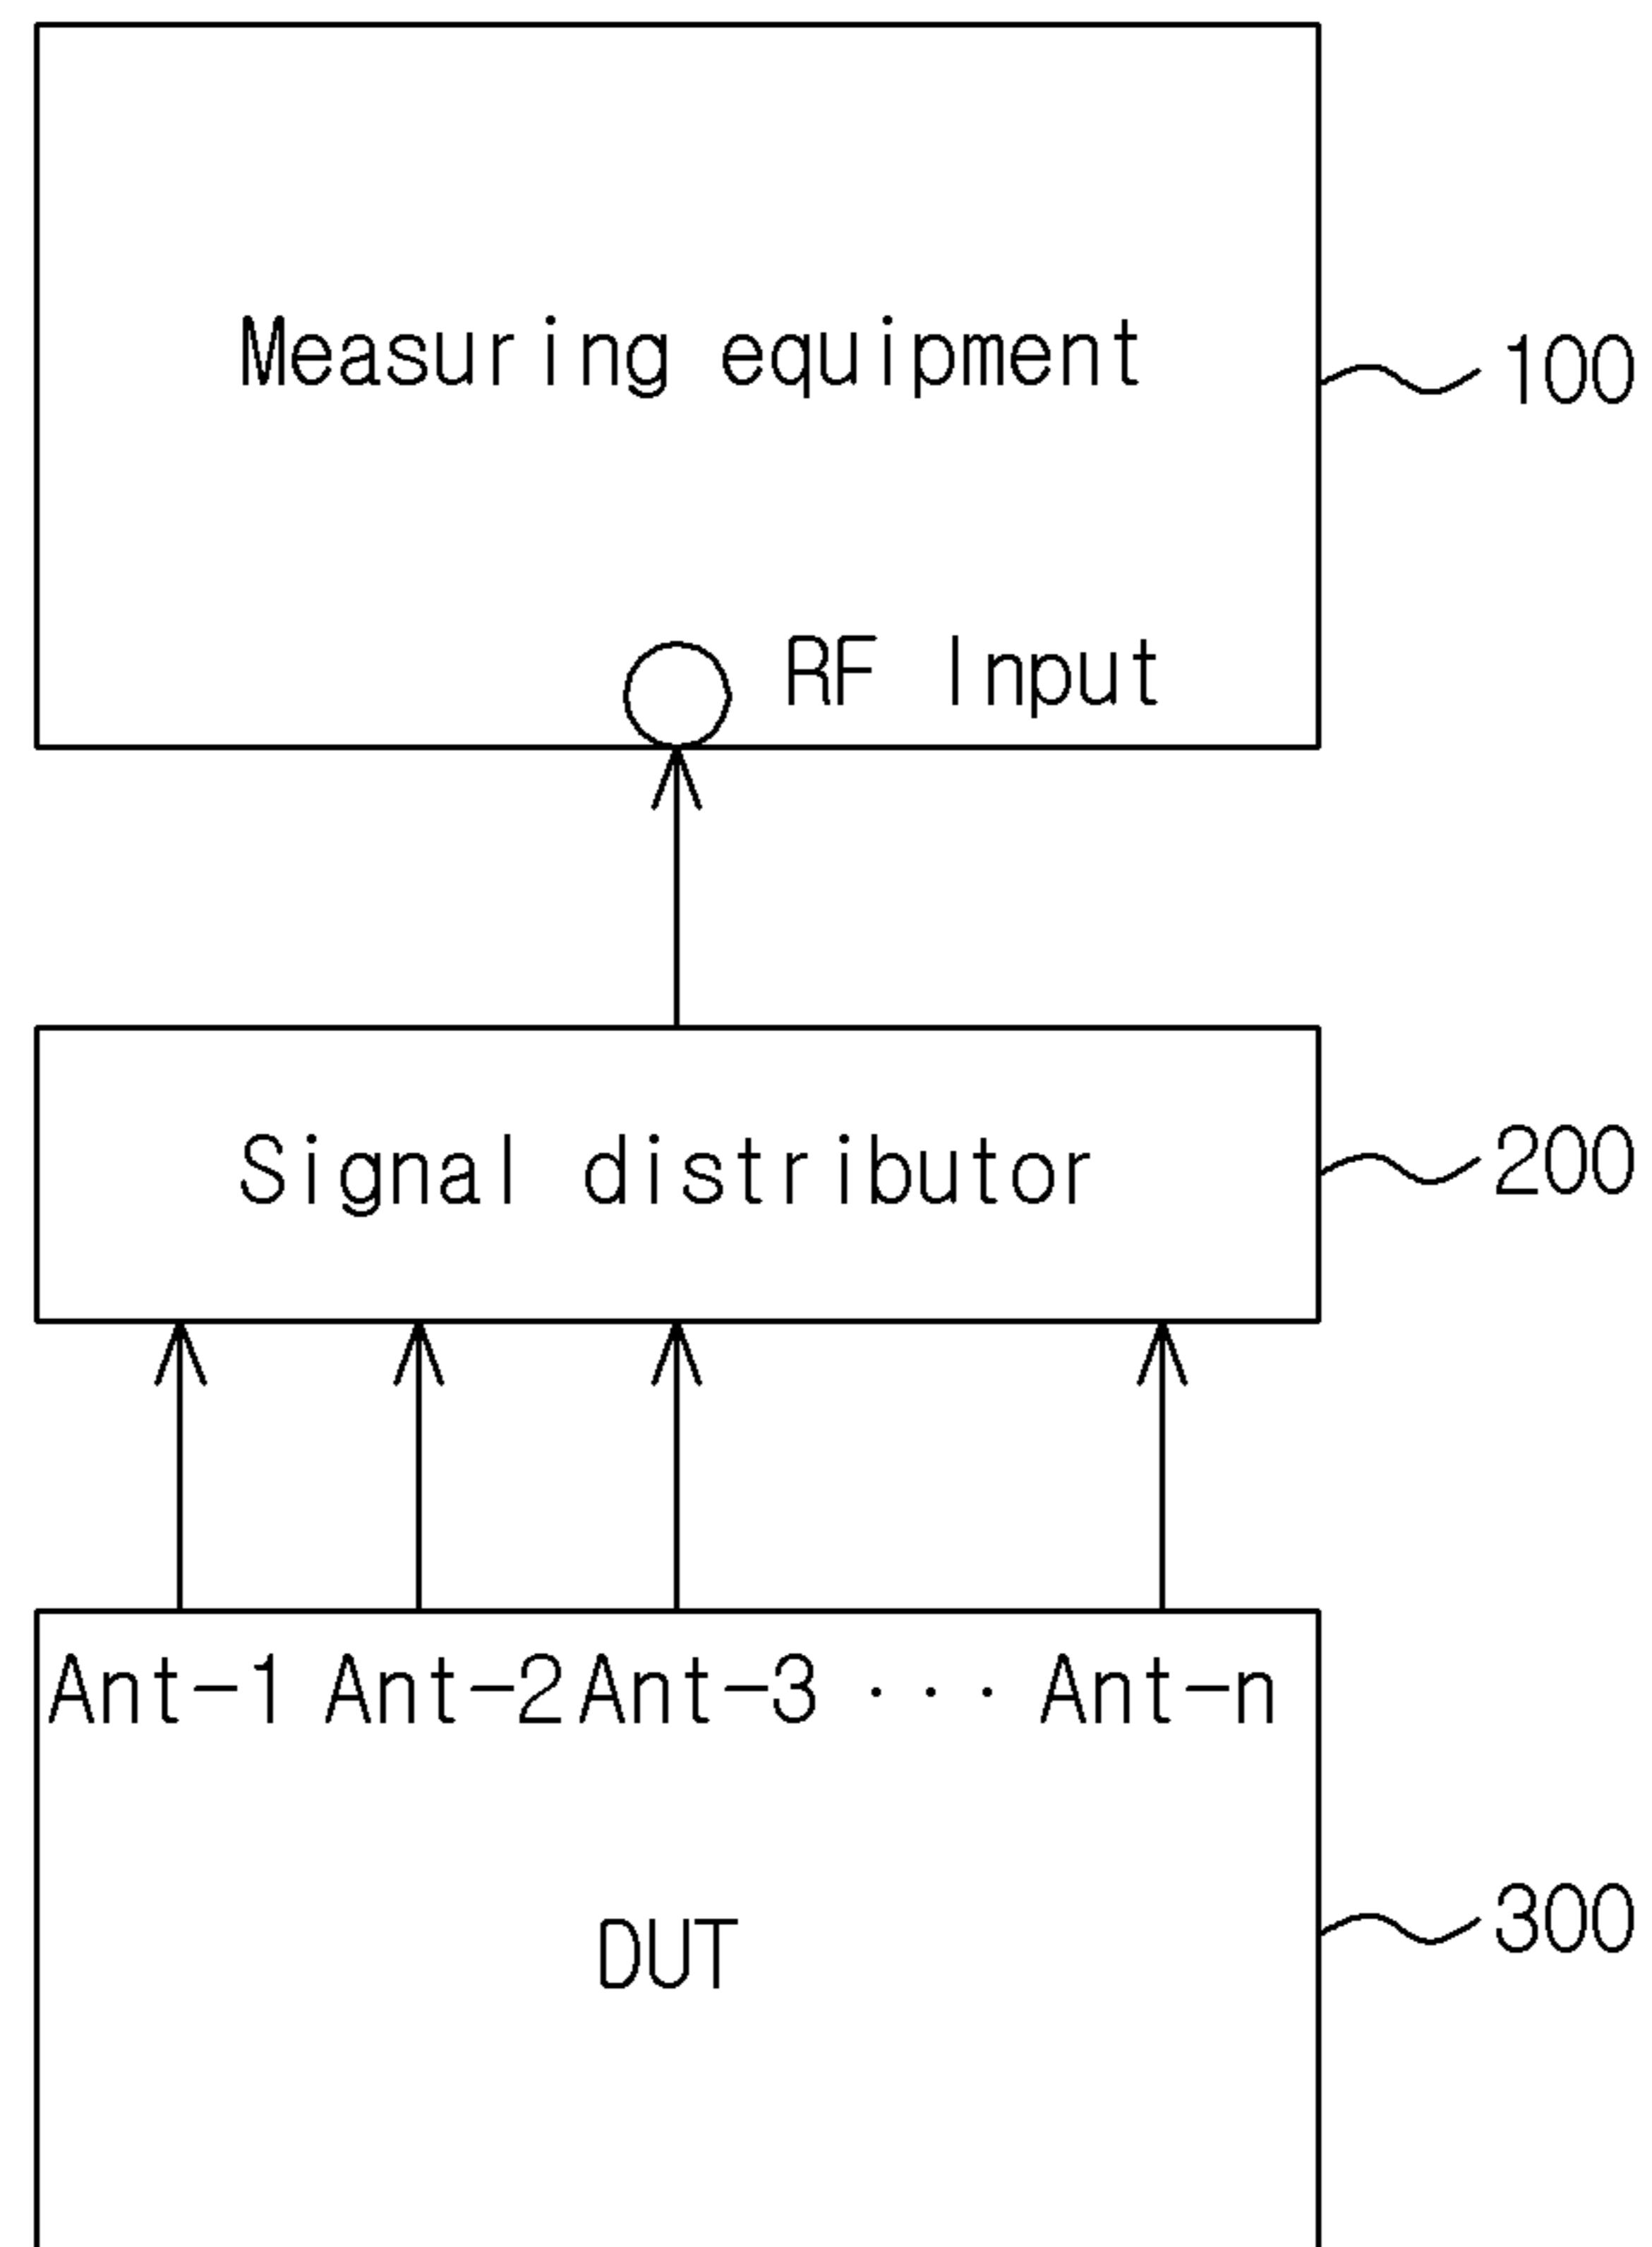 Measuring equipment
100
RF Input
Signal distributor
200
Ant-1 Ant-2 Ant-3 ··· Ant-n
DUT
300